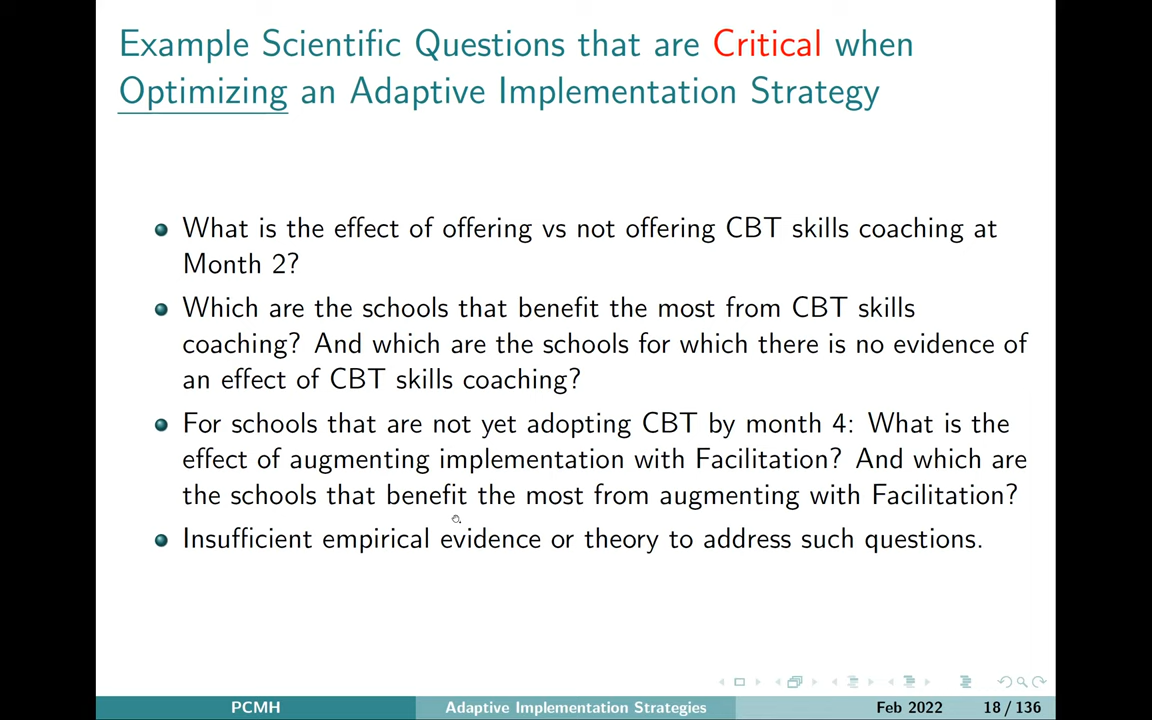 Example Scientific Questions that are Critical when
Optimizing an Adaptive Implementation Strategy
What is the effect of offering vs not offering CBT skills coaching at
Month 2?
Which are the schools that benefit the most from CBT skills
coaching? And which are the schools for which there is no evidence of
an effect of CBT skills coaching?
For schools that are not yet adopting CBT by month 4: What is the
effect of augmenting implementation with Facilitation? And which are
the schools that benefit the most from augmenting with Facilitation?
Insufficient empirical evidence or theory to address such questions.
PCMH Adaptive Implementation Strategies Feb 2022 18 / 136